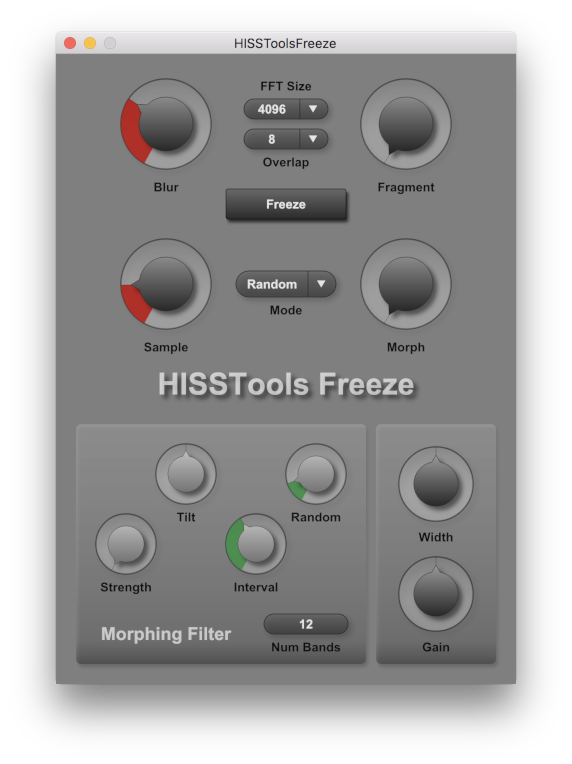 HISSToolsFreeze
FFT Size
4096
8
Overlap
Blur
Fragment
Freeze
Random
Mode
Sample
Morph
HISSTools Freeze
Tilt
Random
Width
Strength
Interval
12
Morphing Filter
Num Bands
Gain